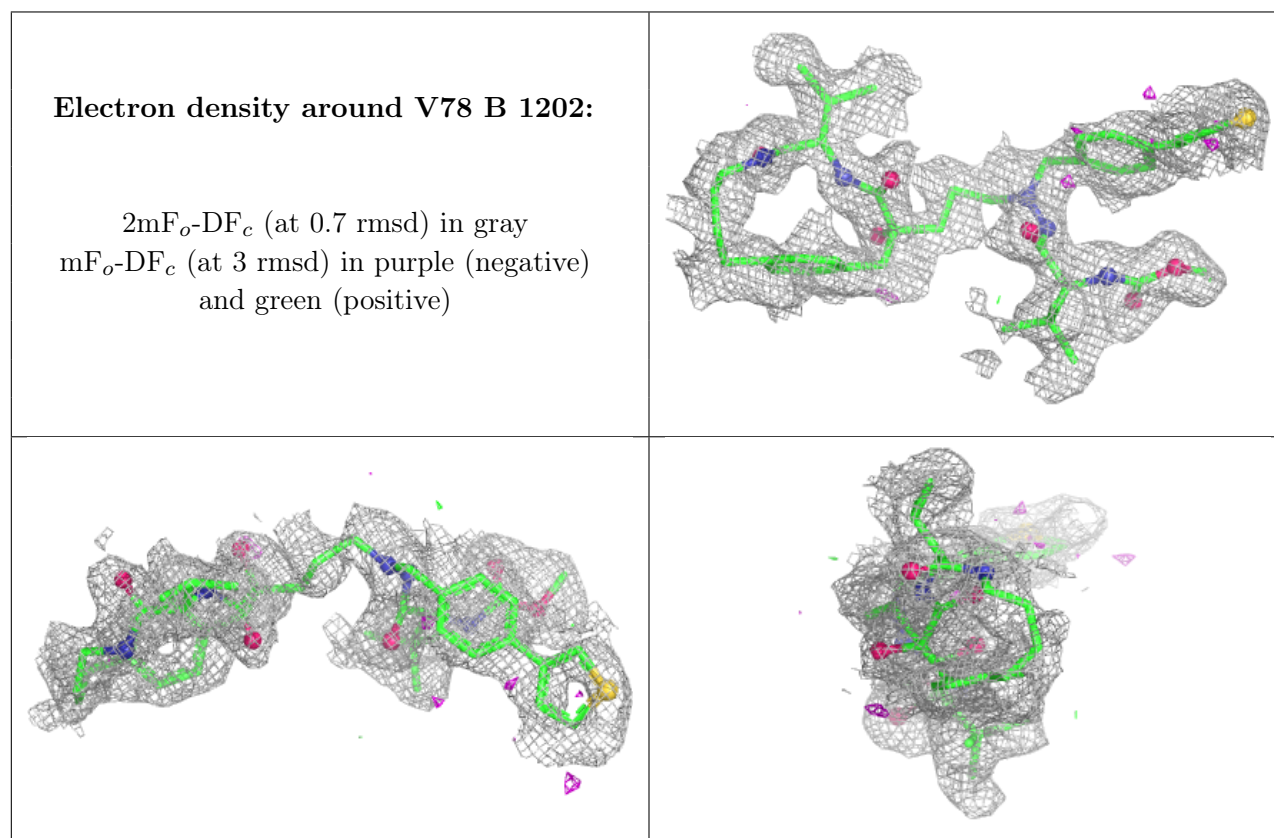 Electron density around V78 B 1202:
2mFo-DFc (at 0.7 rmsd) in gray
mFo-DFc (at 3 rmsd) in purple (negative)
and green (positive)